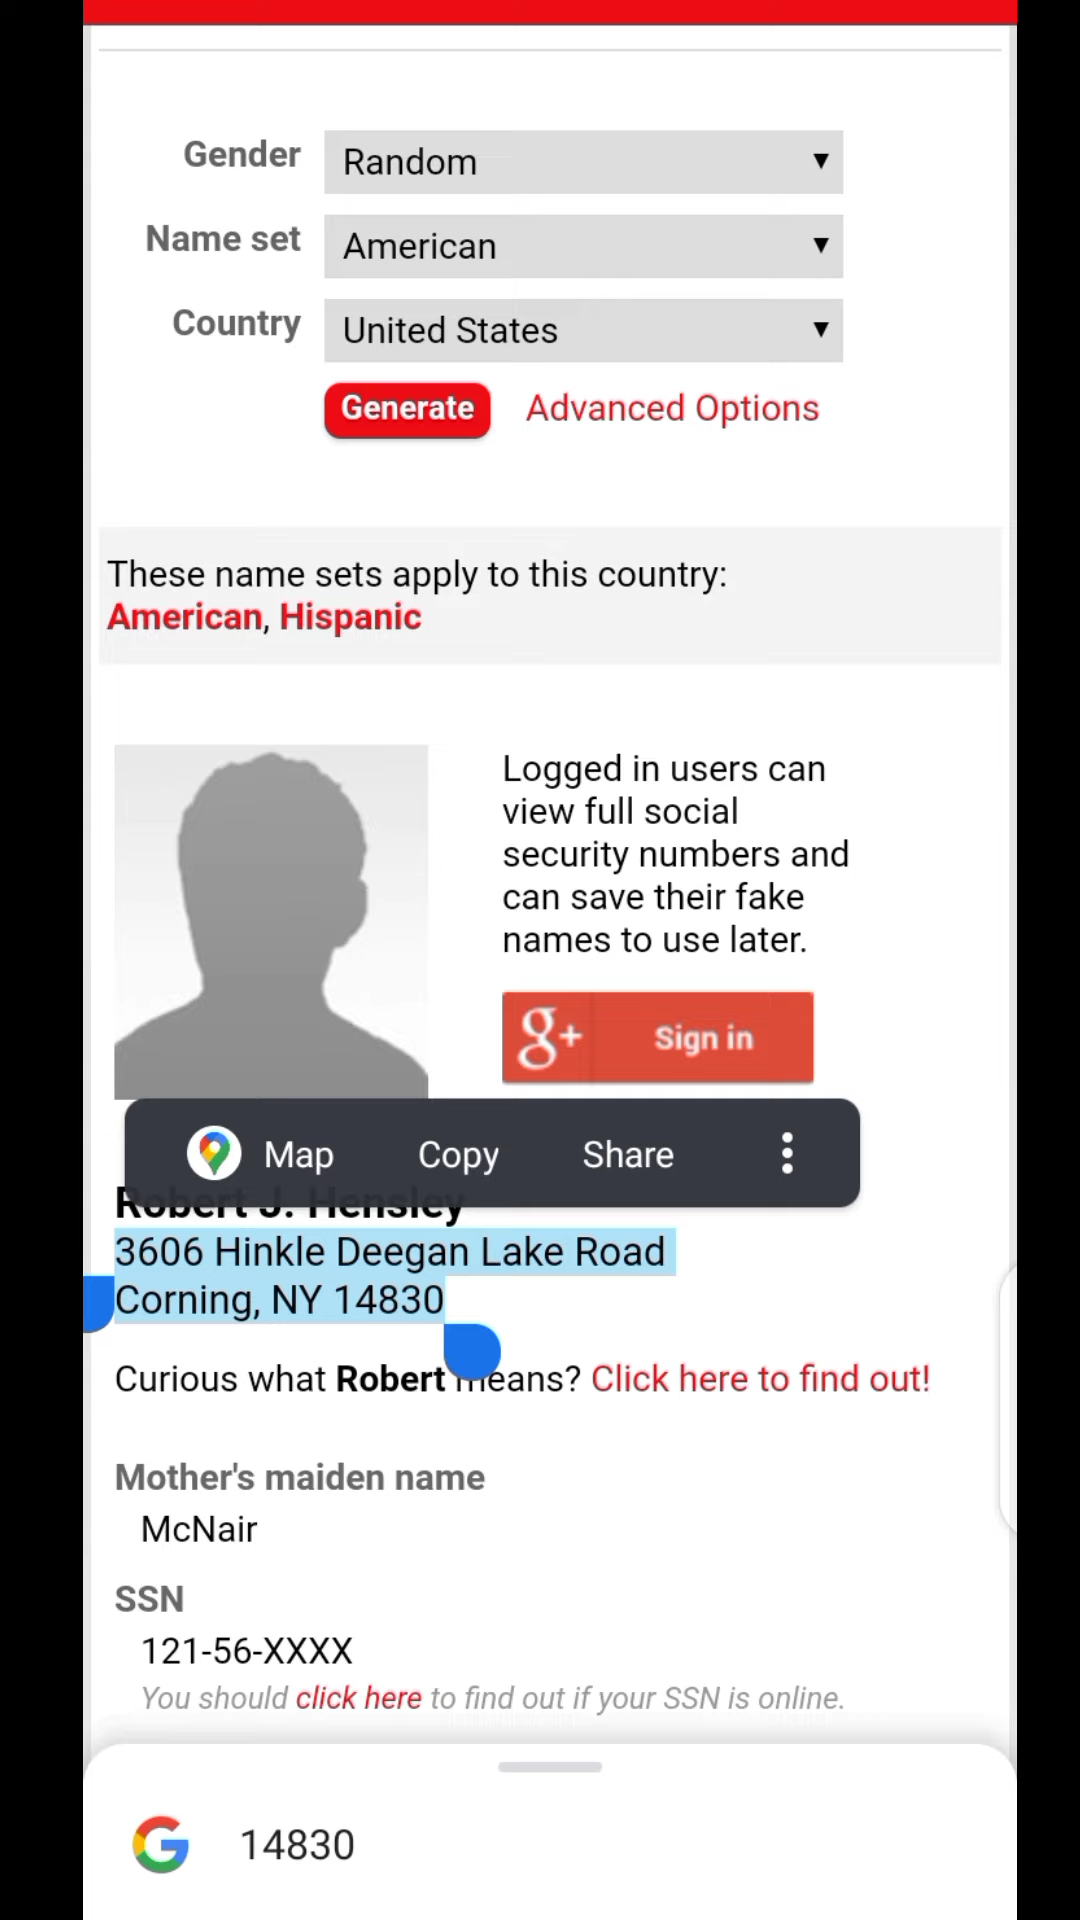 Gender Random
Name set American
Country United States
Generate Advanced Options
These name sets apply to this country:
American, Hispanic
Logged in users can
view full social
security numbers and
can save their fake
names to use later.
g+ Sign in
Map Copy Share
Robert J. Hensley
3606 Hinkle Deegan Lake Road
Corning, NY 14830
Curious what Robert means? Click here to find out!
Mother's maiden name
McNair
SSN
121-56-XXXX
You should click here to find out if your SSN is online.
G 14830